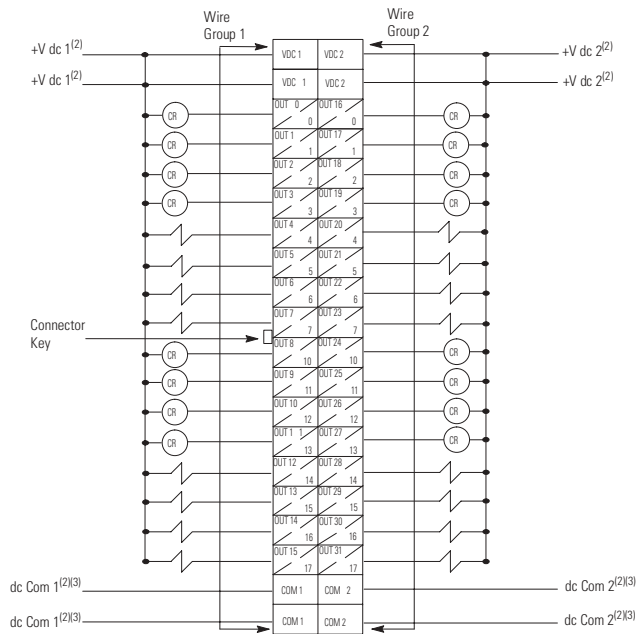 Wire Group 1
Wire Group 2
+V dc 1(2) VDC 1 VDC 2 +V dc 2(2)
+V dc 1(2) VDC 1 VDC 2 +V dc 2(2)
CR OUT 0 0 OUT 16 0 CR
CR OUT 1 1 OUT 17 1 CR
CR OUT 2 2 OUT 18 2 CR
CR OUT 3 3 OUT 19 3 CR
OUT 4 4 OUT 20 4
OUT 5 5 OUT 21 5
OUT 6 6 OUT 22 6
OUT 7 7 OUT 23 7
Connector Key
CR OUT 8 10 OUT 24 10 CR
CR OUT 9 11 OUT 25 11 CR
CR OUT 10 12 OUT 26 12 CR
CR OUT 1 1 13 OUT 27 13 CR
OUT 12 14 OUT 28 14
OUT 13 15 OUT 29 15
OUT 14 16 OUT 30 16
OUT 15 17 OUT 31 17
dc Com 1(2)(3) COM 1 COM 2 dc Com 2(2)(3)
dc Com 1(2)(3) COM 1 COM 2 dc Com 2(2)(3)